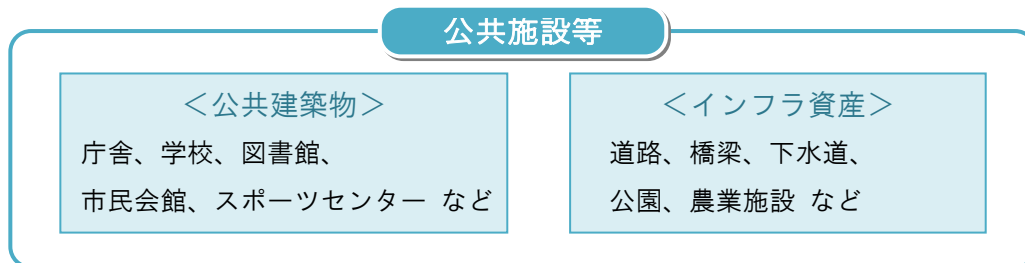 公共施設等
＜公共建築物＞
庁舎、学校、図書館、
市民会館、スポーツセンター など
＜インフラ資産＞
道路、橋梁、下水道、
公園、農業施設 など